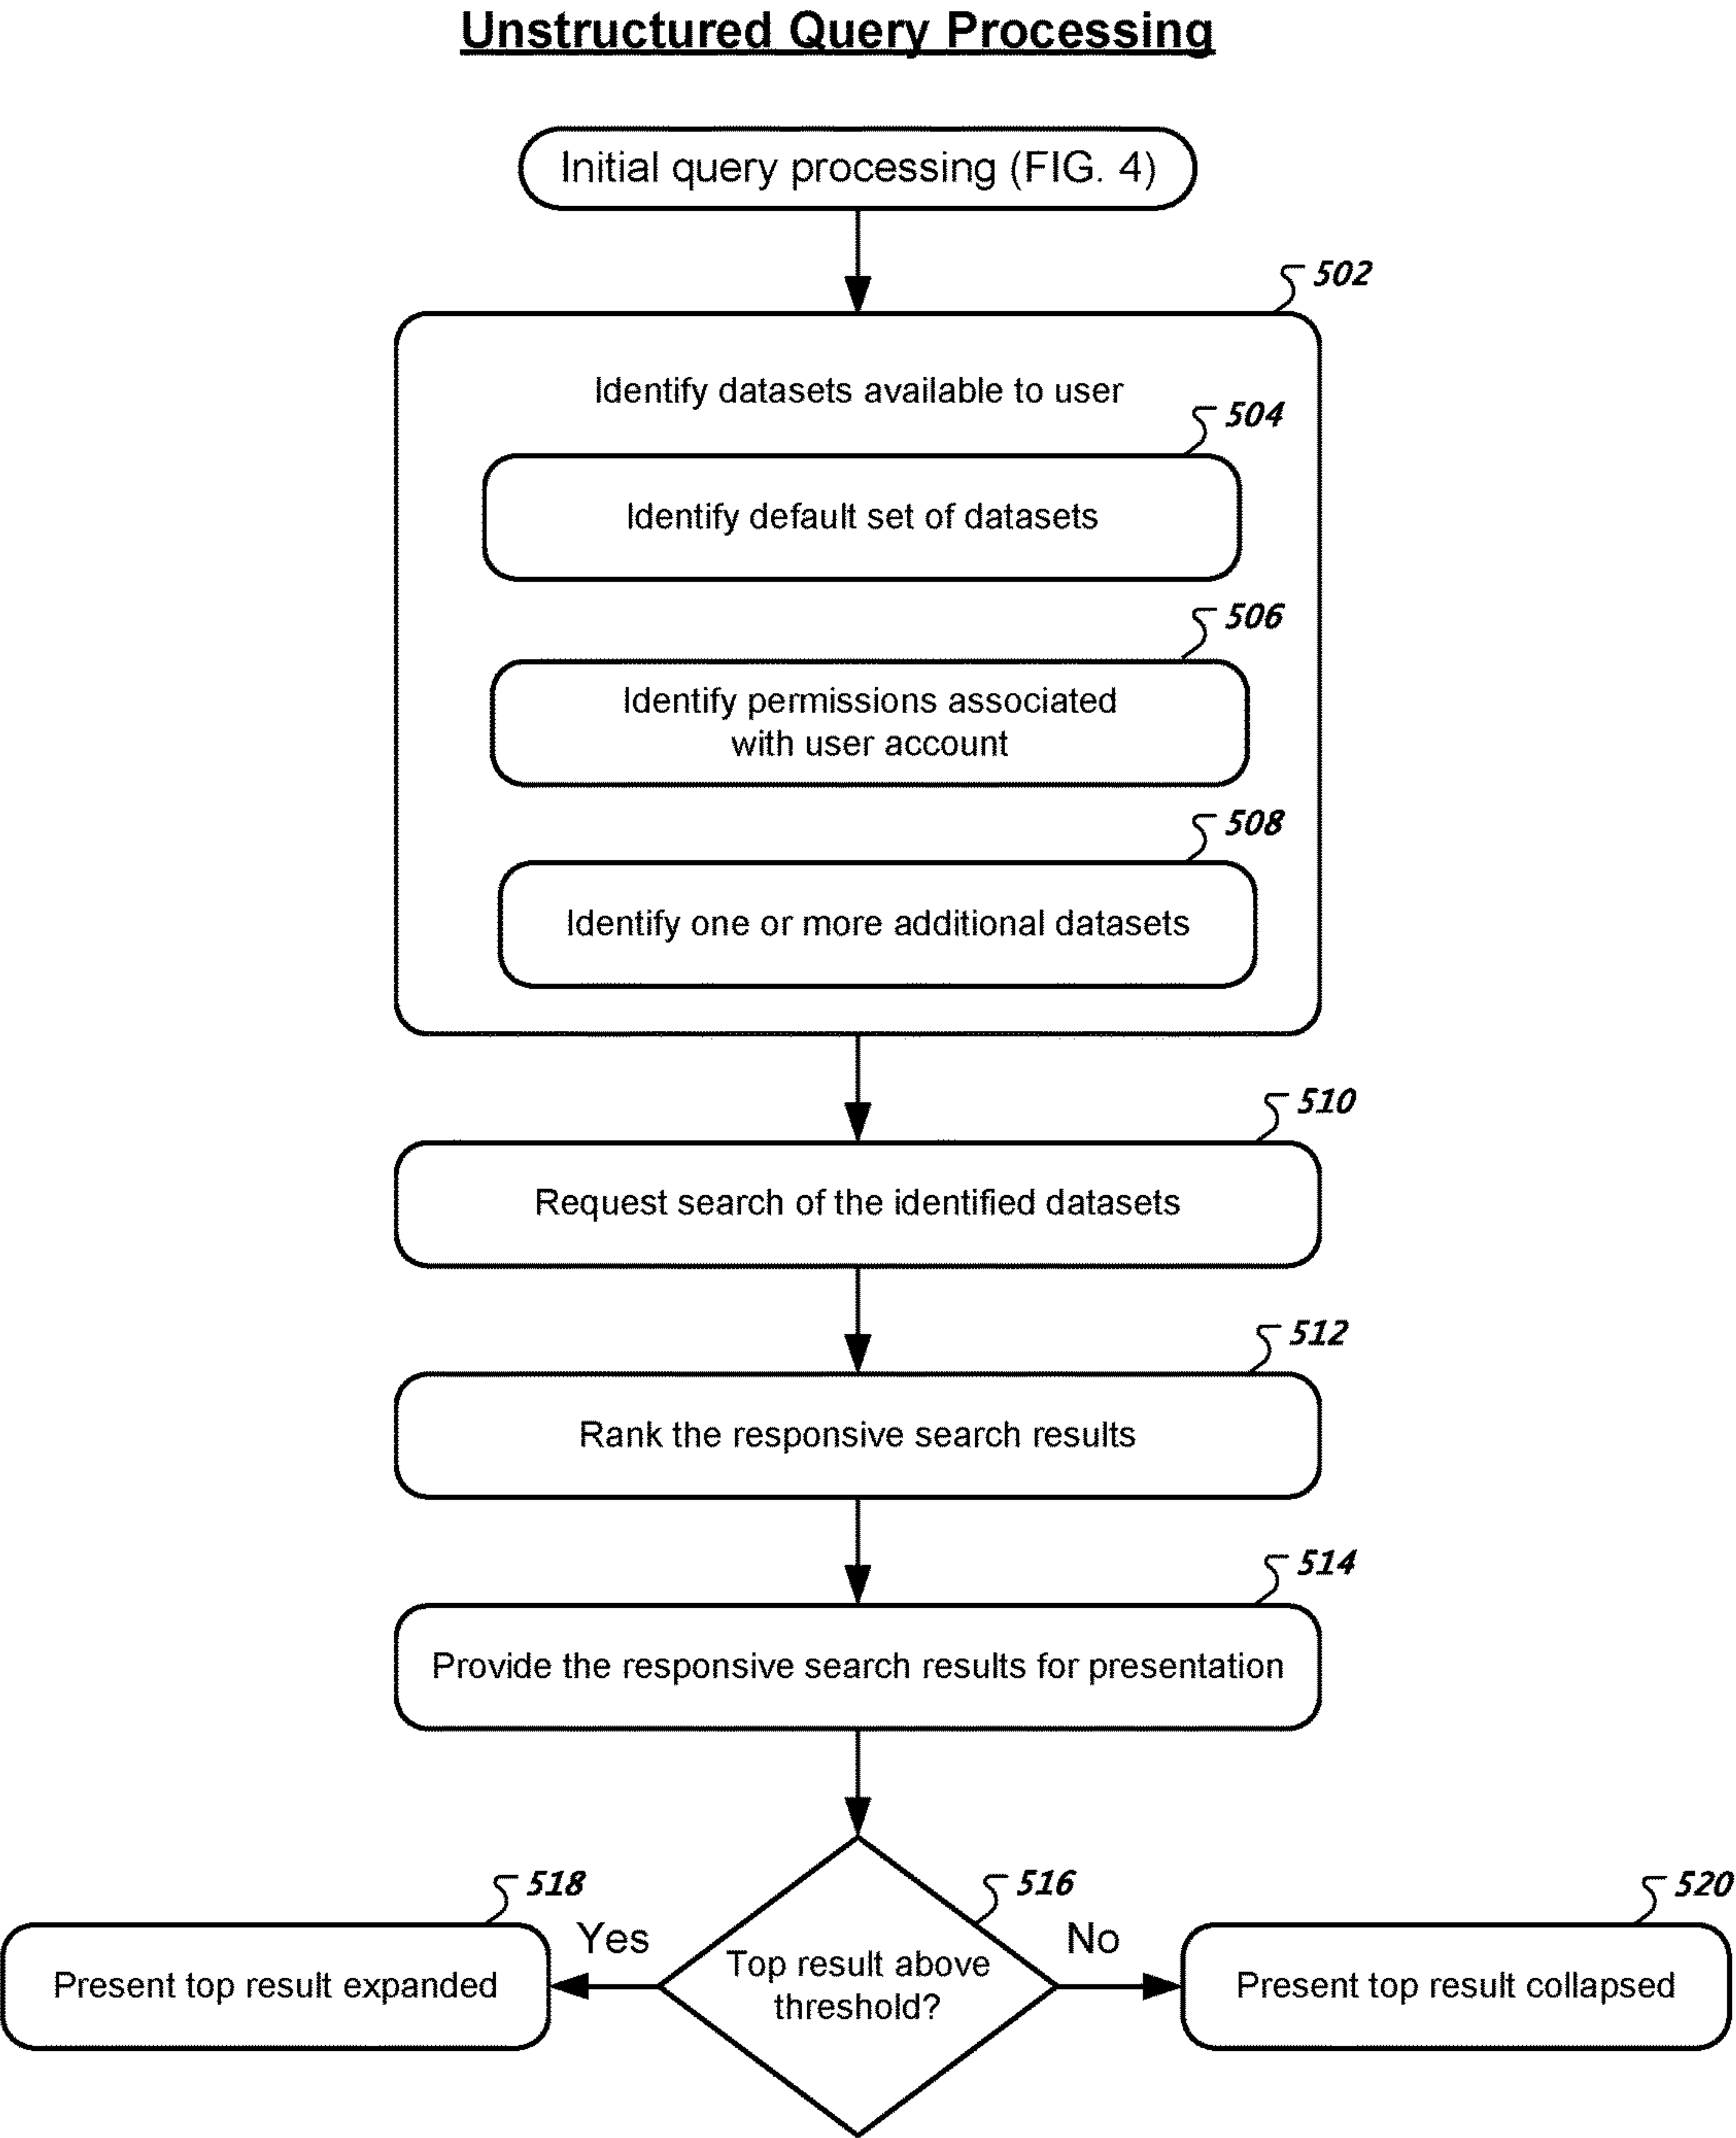 Unstructured Query Processing
Initial query processing (FIG. 4)
502
Identify datasets available to user
504
Identify default set of datasets
506
Identify permissions associated
with user account
508
Identify one or more additional datasets
510
Request search of the identified datasets
512
Rank the responsive search results
514
Provide the responsive search results for presentation
516
Top result above
threshold?
Yes
518
Present top result expanded
No
520
Present top result collapsed